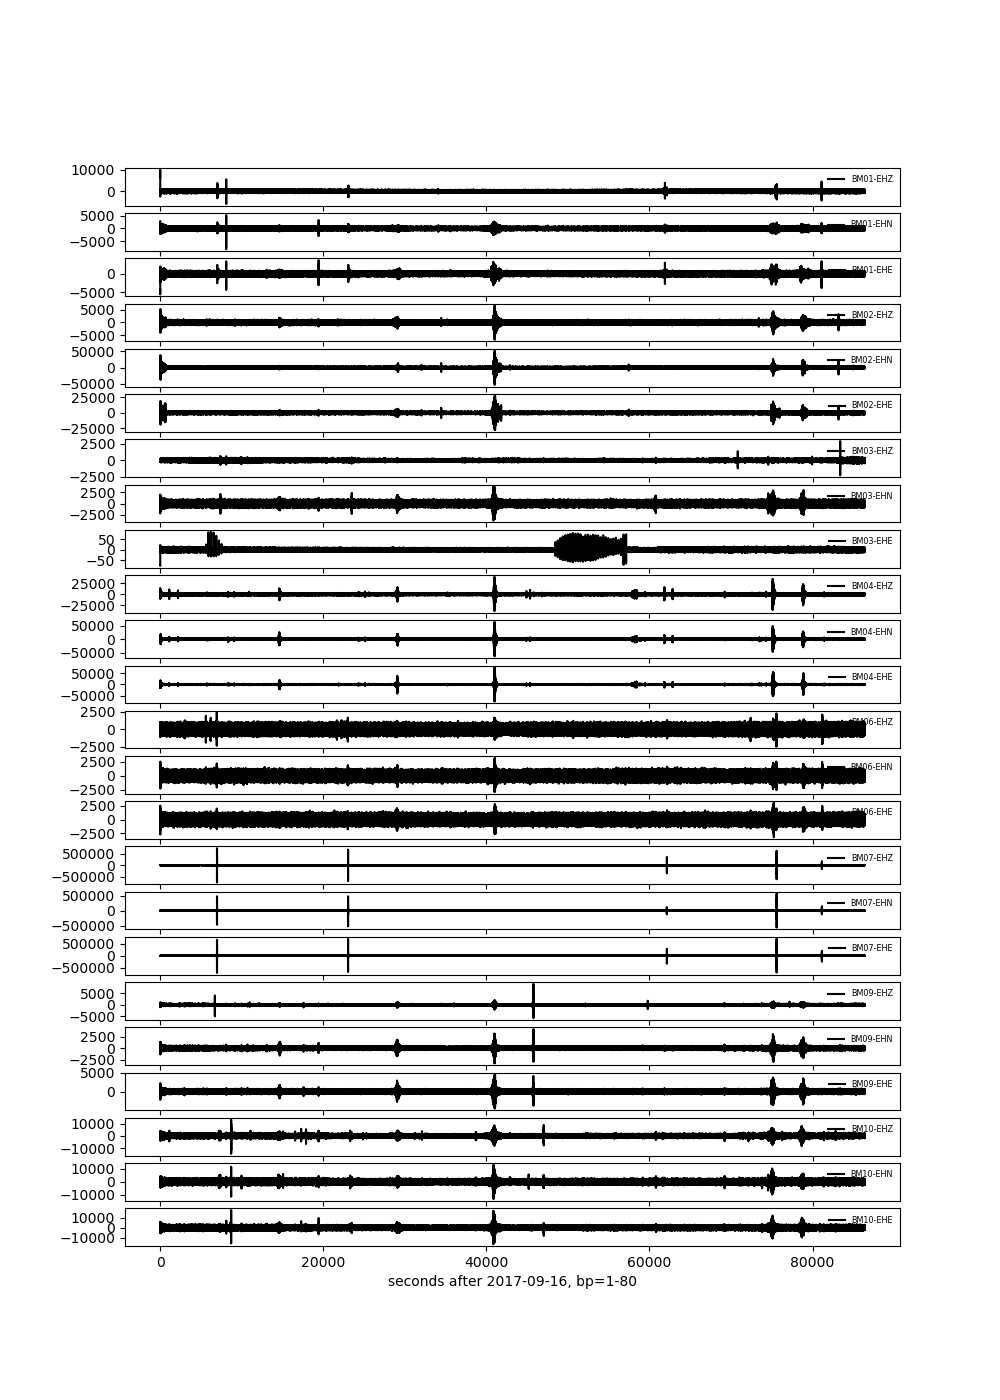 10000
0
BM01-EHZ
5000
0
−5000
BM01-EHN
0
−5000
BM01-EHE
5000
0
−5000
BM02-EHZ
50000
0
−50000
BM02-EHN
25000
0
−25000
BM02-EHE
2500
0
−2500
BM03-EHZ
2500
0
−2500
BM03-EHN
50
0
−50
BM03-EHE
25000
0
−25000
BM04-EHZ
50000
0
−50000
BM04-EHN
50000
0
−50000
BM04-EHE
2500
0
−2500
BM06-EHZ
2500
0
−2500
BM06-EHN
2500
0
−2500
BM06-EHE
500000
0
−500000
BM07-EHZ
500000
0
−500000
BM07-EHN
500000
0
−500000
BM07-EHE
5000
0
−5000
BM09-EHZ
2500
0
−2500
BM09-EHN
5000
0
BM09-EHE
10000
0
−10000
BM10-EHZ
10000
0
−10000
BM10-EHN
10000
0
−10000
BM10-EHE
0 20000 40000 60000 80000
seconds after 2017-09-16, bp=1-80